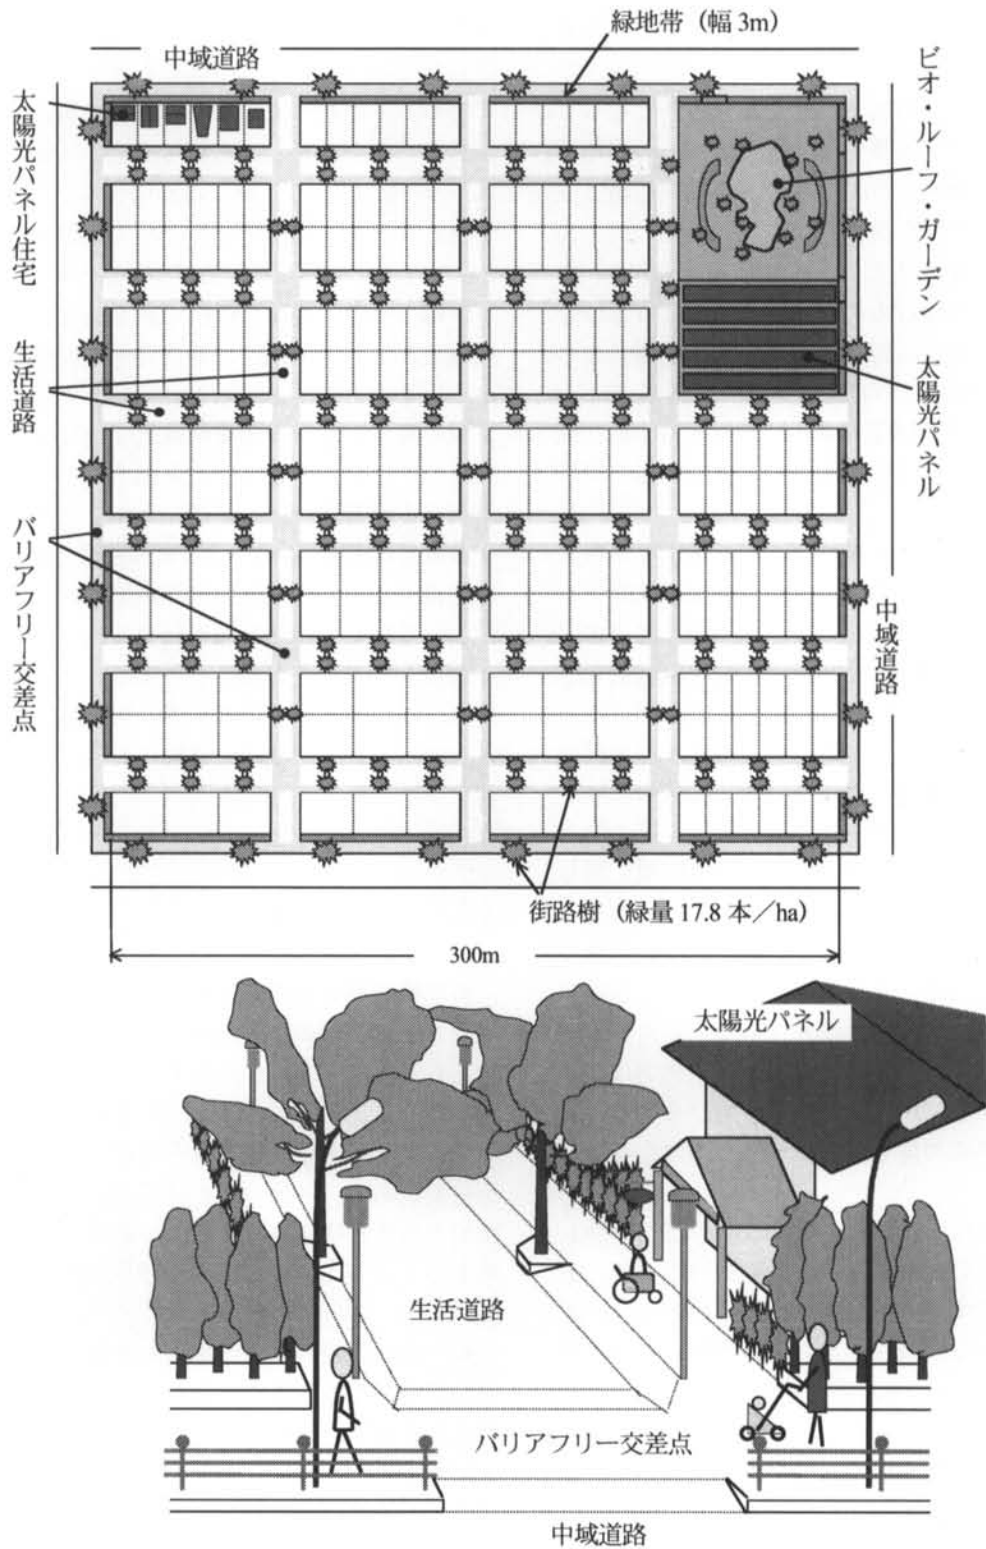 緑地帯（幅 3m）
中域道路
太陽光パネル住宅
ビオ・ルーフ・ガーデン
生活道路
太陽光パネル
バリアフリー交差点
中域道路
街路樹（緑量 17.8 本／ha）
300m
太陽光パネル
生活道路
バリアフリー交差点
中域道路